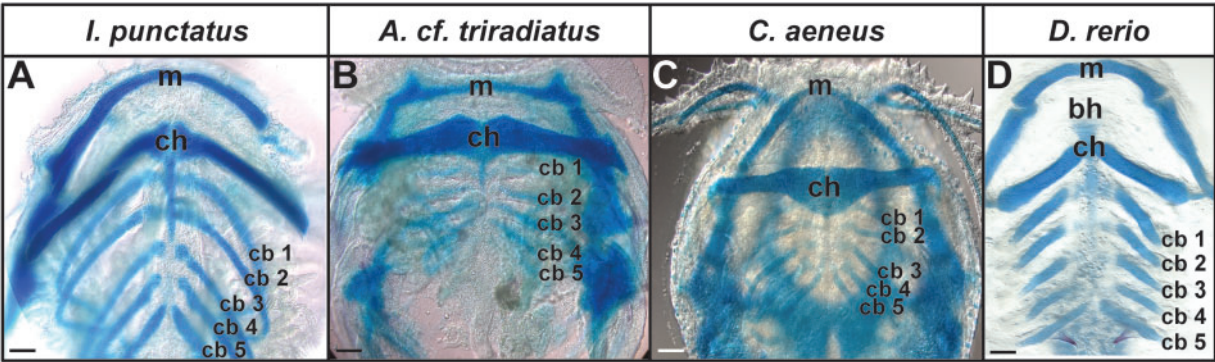 I. punctatus
A. cf. triradiatus
C. aeneus
D. rerio
A
m
ch
cb 1
cb 2
cb 3
cb 4
cb 5
B
m
ch
cb 1
cb 2
cb 3
cb 4
cb 5
C
m
ch
cb 1
cb 2
cb 3
cb 4
cb 5
D
m
bh
ch
cb 1
cb 2
cb 3
cb 4
cb 5